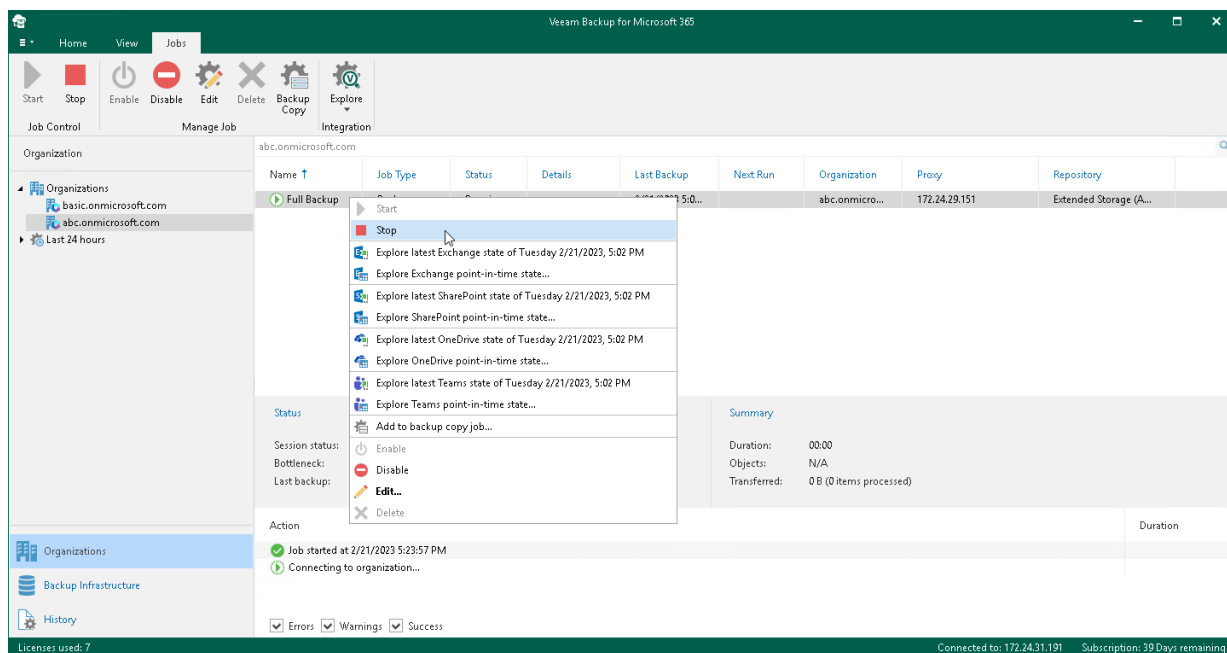 Veeam Backup for Microsoft 365
Home View Jobs
Start Stop Enable Disable Edit Delete Backup Copy Explore
Job Control Manage Job Integration
Organization
Organizations
basic.onmicrosoft.com
abc.onmicrosoft.com
Last 24 hours
abc.onmicrosoft.com
Name Job Type Status Details Last Backup Next Run Organization Proxy Repository
Full Backup 5:0... abc.onmicro... 172.24.29.151 Extended Storage (A...
Start
Stop
Explore latest Exchange state of Tuesday 2/21/2023, 5:02 PM
Explore Exchange point-in-time state...
Explore latest SharePoint state of Tuesday 2/21/2023, 5:02 PM
Explore SharePoint point-in-time state...
Explore latest OneDrive state of Tuesday 2/21/2023, 5:02 PM
Explore OneDrive point-in-time state...
Explore latest Teams state of Tuesday 2/21/2023, 5:02 PM
Explore Teams point-in-time state...
Add to backup copy job...
Enable
Disable
Edit...
Delete
Status
Session status:
Bottleneck:
Last backup:
Summary
Duration: 00:00
Objects: N/A
Transferred: 0 B (0 items processed)
Action Duration
Job started at 2/21/2023 5:23:57 PM
Connecting to organization...
Errors Warnings Success
Organizations
Backup Infrastructure
History
Licenses used: 7
Connected to: 172.24.31.191 Subscription: 39 Days remaining